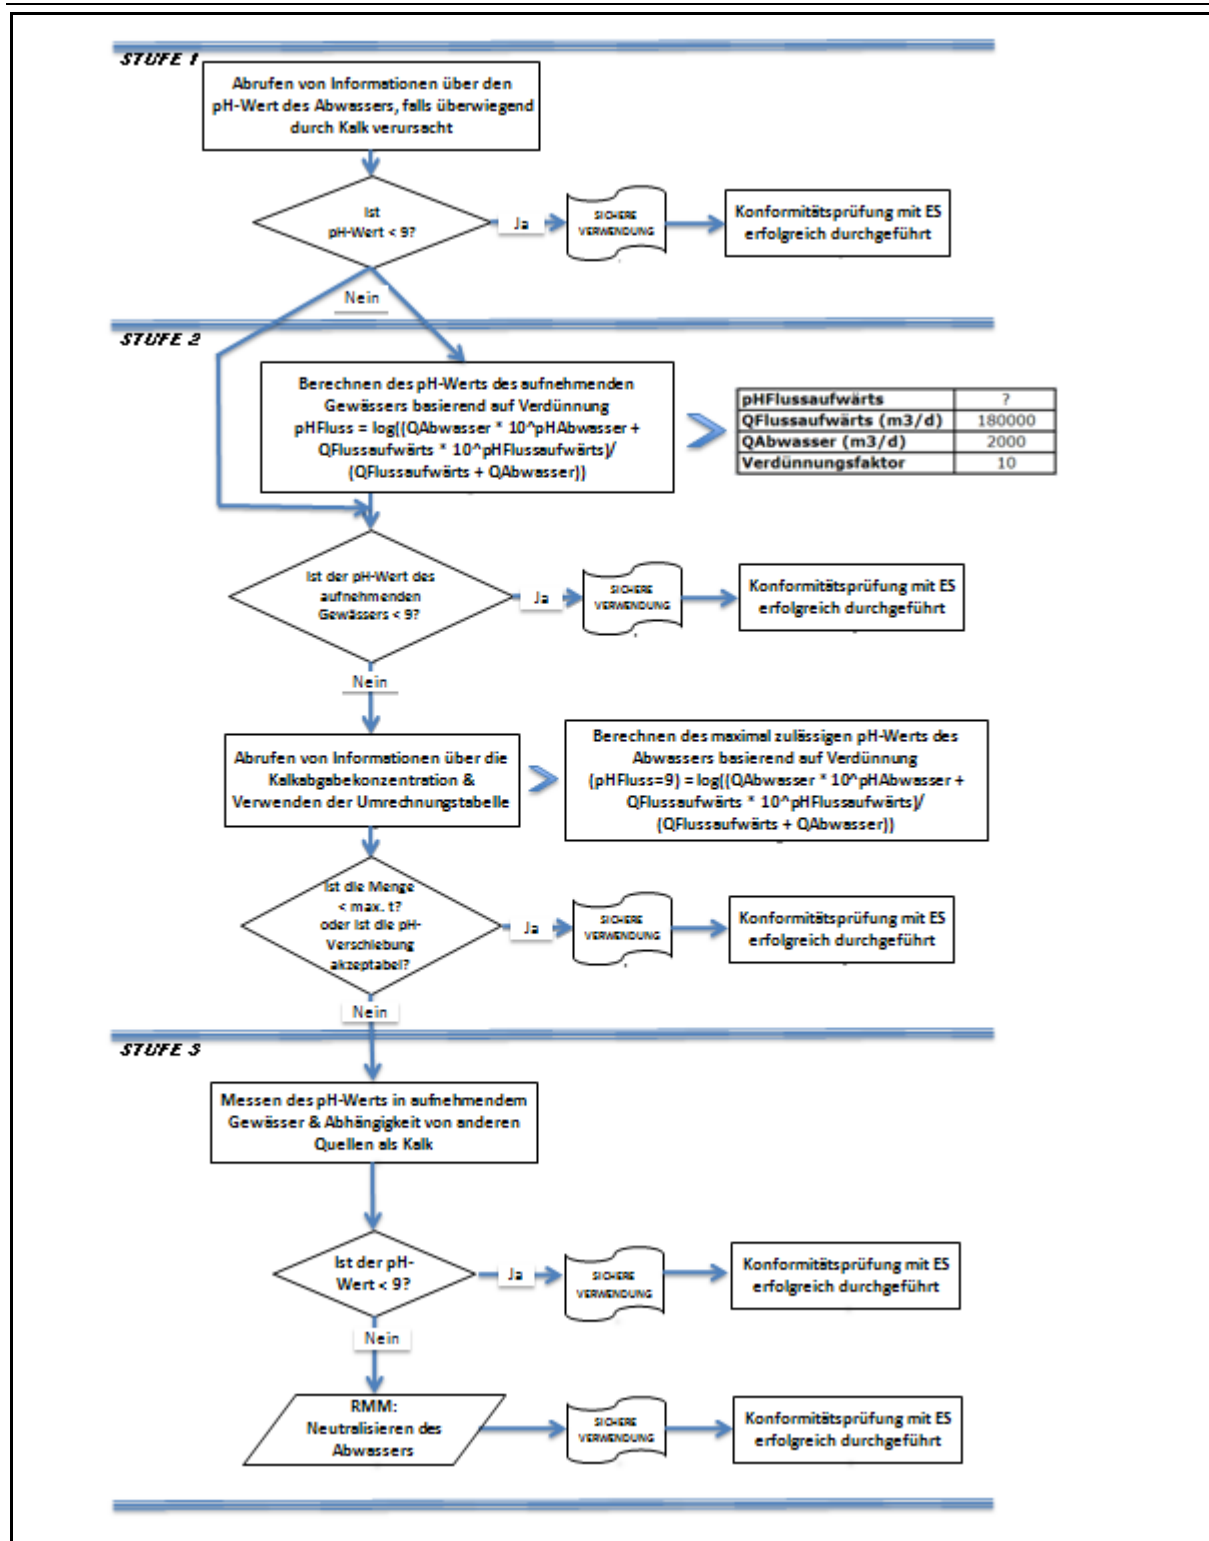 STUFE 1
Abrufen von Informationen über den
pH-Wert des Abwassers, falls überwiegend
durch Kalk verursacht
Ist
pH-Wert < 9?
Ja
SICHERE
VERWENDUNG
Konformitätsprüfung mit ES
erfolgreich durchgeführt
Nein
STUFE 2
Berechnen des pH-Werts des aufnehmenden
Gewässers basierend auf Verdünnung
pHFluss = log((QAbwasser * 10^pHAbwasser +
QFlussaufwärts * 10^pHFlussaufwärts)/
(QFlussaufwärts + QAbwasser))
pHFlussaufwärts ?
QFlussaufwärts (m3/d) 180000
QAbwasser (m3/d) 2000
Verdünnungsfaktor 10
Ist der pH-Wert des
aufnehmenden
Gewässers < 9?
Ja
SICHERE
VERWENDUNG
Konformitätsprüfung mit ES
erfolgreich durchgeführt
Nein
Abrufen von Informationen über die
Kalkabgabekonzentration &
Verwenden der Umrechnungstabelle
Berechnen des maximal zulässigen pH-Werts des
Abwassers basierend auf Verdünnung
(pHFluss=9) = log((QAbwasser * 10^pHAbwasser +
QFlussaufwärts * 10^pHFlussaufwärts)/
(QFlussaufwärts + QAbwasser))
Ist die Menge
< max. t?
oder ist die pH-
Verschiebung
akzeptabel?
Ja
SICHERE
VERWENDUNG
Konformitätsprüfung mit ES
erfolgreich durchgeführt
Nein
STUFE 3
Messen des pH-Werts in aufnehmendem
Gewässer & Abhängigkeit von anderen
Quellen als Kalk
Ist der pH-
Wert < 9?
Ja
SICHERE
VERWENDUNG
Konformitätsprüfung mit ES
erfolgreich durchgeführt
Nein
RMM:
Neutralisieren des
Abwassers
SICHERE
VERWENDUNG
Konformitätsprüfung mit ES
erfolgreich durchgeführt